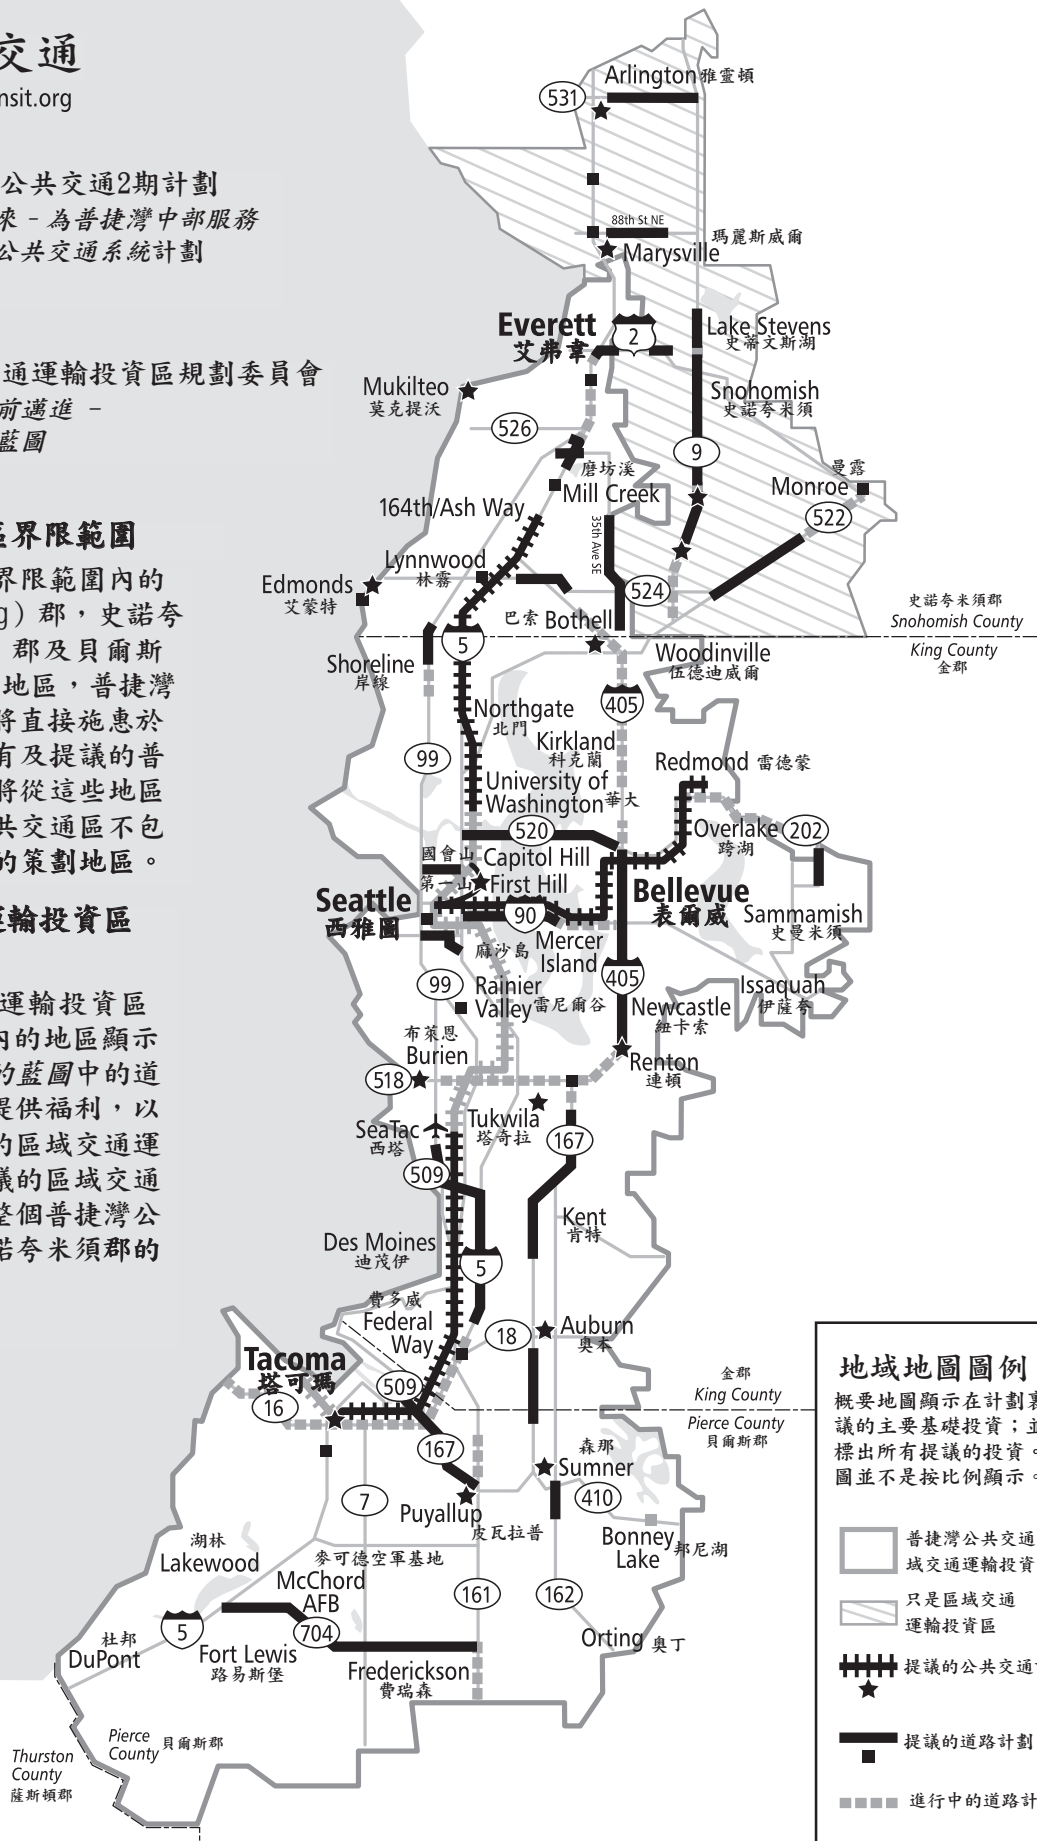 交通
nsit.org
公共交通2期計劃
來 - 為普捷灣中部服務
公共交通系統計劃
通運輸投資區規劃委員會
前邁進 -
藍圖
界限範圍
界限範圍內的
g) 郡，史諾夸
郡及貝爾斯
地區，普捷灣
將直接施惠於
有及提議的普
將從這些地區
共交通區不包
的策劃地區。
運輸投資區
運輸投資區
內的地區顯示
的藍圖中的道
提供福利，以
的區域交通運
議的區域交通
整個普捷灣公
諾夸米須郡的
Arlington 雅靈頓
531
88th St NE
瑪麗斯威爾
Marysville
Everett
艾弗韋
2
Lake Stevens
史蒂文斯湖
Mukilteo
莫克提沃
Snohomish
史諾夸米須
526
9
磨坊溪
Mill Creek
曼露
Monroe
522
164th/Ash Way
35th Ave SE
Lynnwood
林霧
Edmonds
艾蒙特
524
巴索 Bothell
史諾夸米須郡
Snohomish County
King County
金郡
5
Shoreline
岸線
Woodinville
伍德迪威爾
405
Northgate
北門
Kirkland
科克蘭
99
Redmond 雷德蒙
University of
Washington 華大
520
Overlake
跨湖
202
國會山 Capitol Hill
第一山 First Hill
Seattle
西雅圖
90
Bellevue
表爾威
Sammamish
史曼米須
麻沙島 Mercer
Island
99
405
Issaquah
伊薩夸
Rainier
Valley 雷尼爾谷
Newcastle
紐卡索
布萊恩
Burien
Renton
連頓
518
SeaTac
西塔
Tukwila
塔奇拉
167
509
Kent
肯特
Des Moines
迪茂伊
5
費多威
Federal
Way
18
Auburn
奧本
Tacoma
塔可瑪
509
16
金郡
King County
Pierce County
貝爾斯郡
167
森那
Sumner
7
410
Puyallup
皮瓦拉普
Bonney
Lake 邦尼湖
湖林
Lakewood
麥可德空軍基地
McChord
AFB
161
162
5
704
杜邦
DuPont
Fort Lewis
路易斯堡
Orting 奧丁
Frederickson
費瑞森
Pierce
County 貝爾斯郡
Thurston
County
薩斯頓郡
地域地圖圖例
概要地圖顯示在計劃裏
議的主要基礎投資；並
標出所有提議的投資。
圖並不是按比例顯示。
普捷灣公共交通
域交通運輸投資
只是區域交通
運輸投資區
提議的公共交通
提議的道路計劃
進行中的道路計